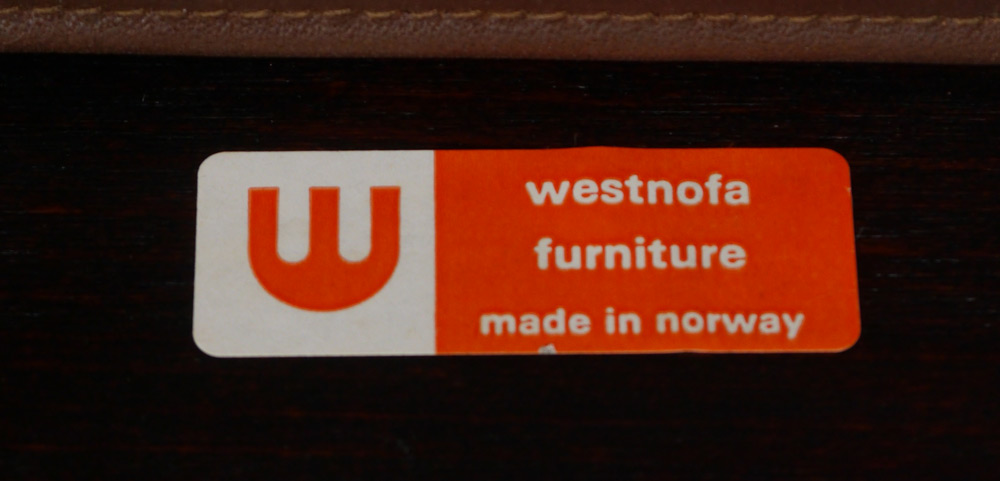 w
westnofa
furniture
made in norway